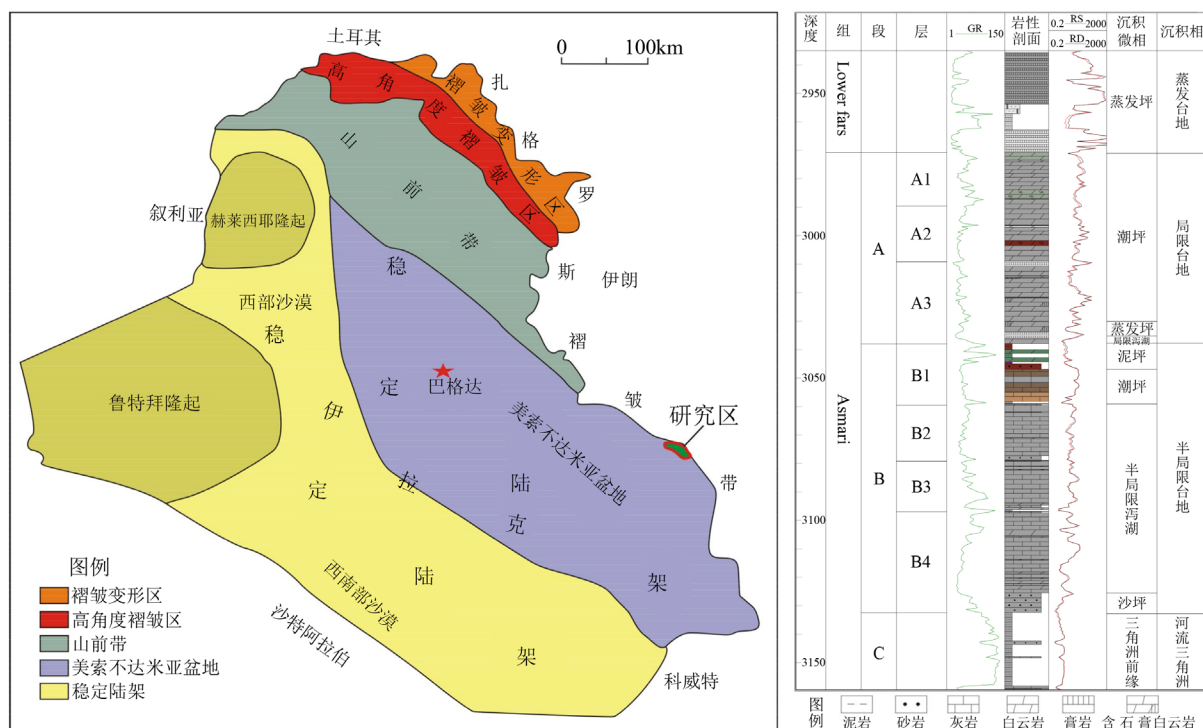 土耳其
0 100km
高角度褶皱区
褶皱变形区
扎格罗斯褶皱带
山前带
叙利亚
赫莱西耶隆起
伊朗
西部沙漠
稳定陆架
稳定陆架
伊拉克
鲁特拜隆起
巴格达
美索不达米亚盆地
研究区
西南部沙漠
沙特阿拉伯
科威特
图例
褶皱变形区
高角度褶皱区
山前带
美索不达米亚盆地
稳定陆架
深度
组
段
层
1 GR 150
岩性剖面
0.2 RS 2000
0.2 RD 2000
沉积微相
沉积相
2950
3000
3050
3100
3150
Lower fars
Asmari
A
B
C
A1
A2
A3
B1
B2
B3
B4
蒸发坪
潮坪
蒸发坪
局限泻湖
泥坪
潮坪
半局限泻湖
沙坪
三角洲前缘
蒸发台地
局限台地
半局限台地
河流三角洲
图例
泥岩
砂岩
灰岩
白云岩
膏岩
含石膏白云岩